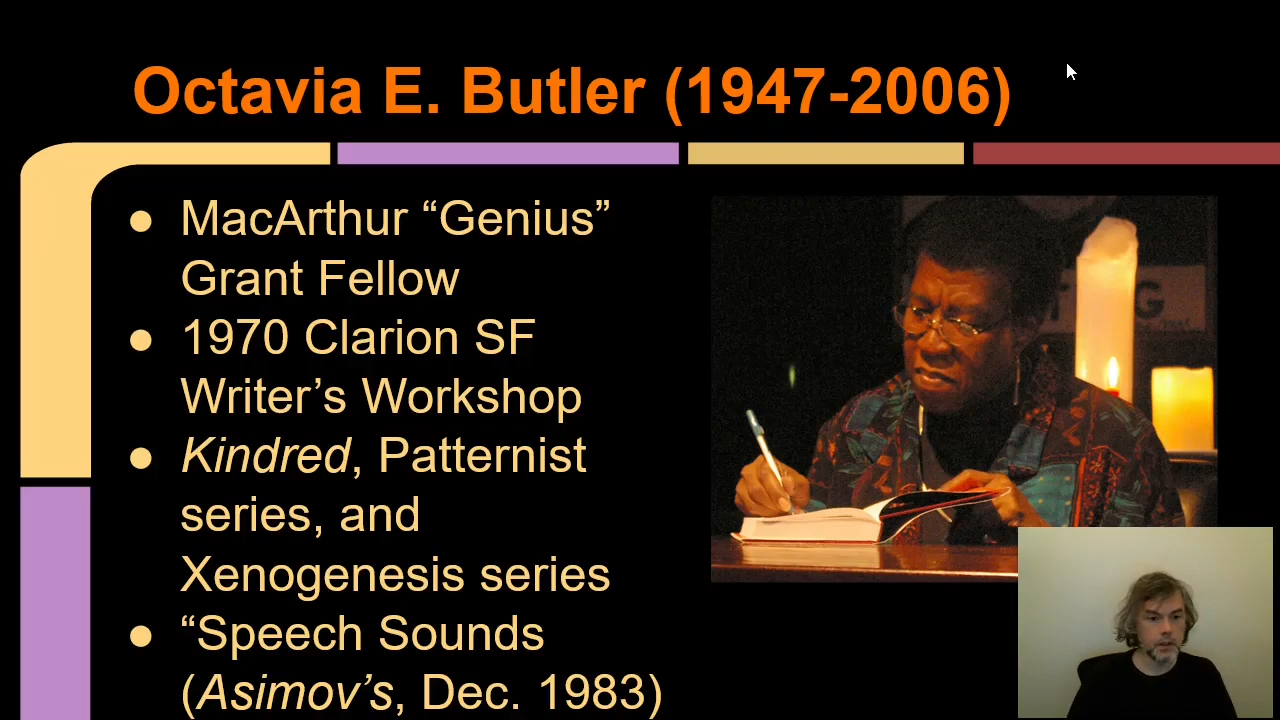 Octavia E. Butler (1947-2006)
● MacArthur “Genius”
Grant Fellow
● 1970 Clarion SF
Writer’s Workshop
● Kindred, Patternist
series, and
Xenogenesis series
● “Speech Sounds
(Asimov’s, Dec. 1983)